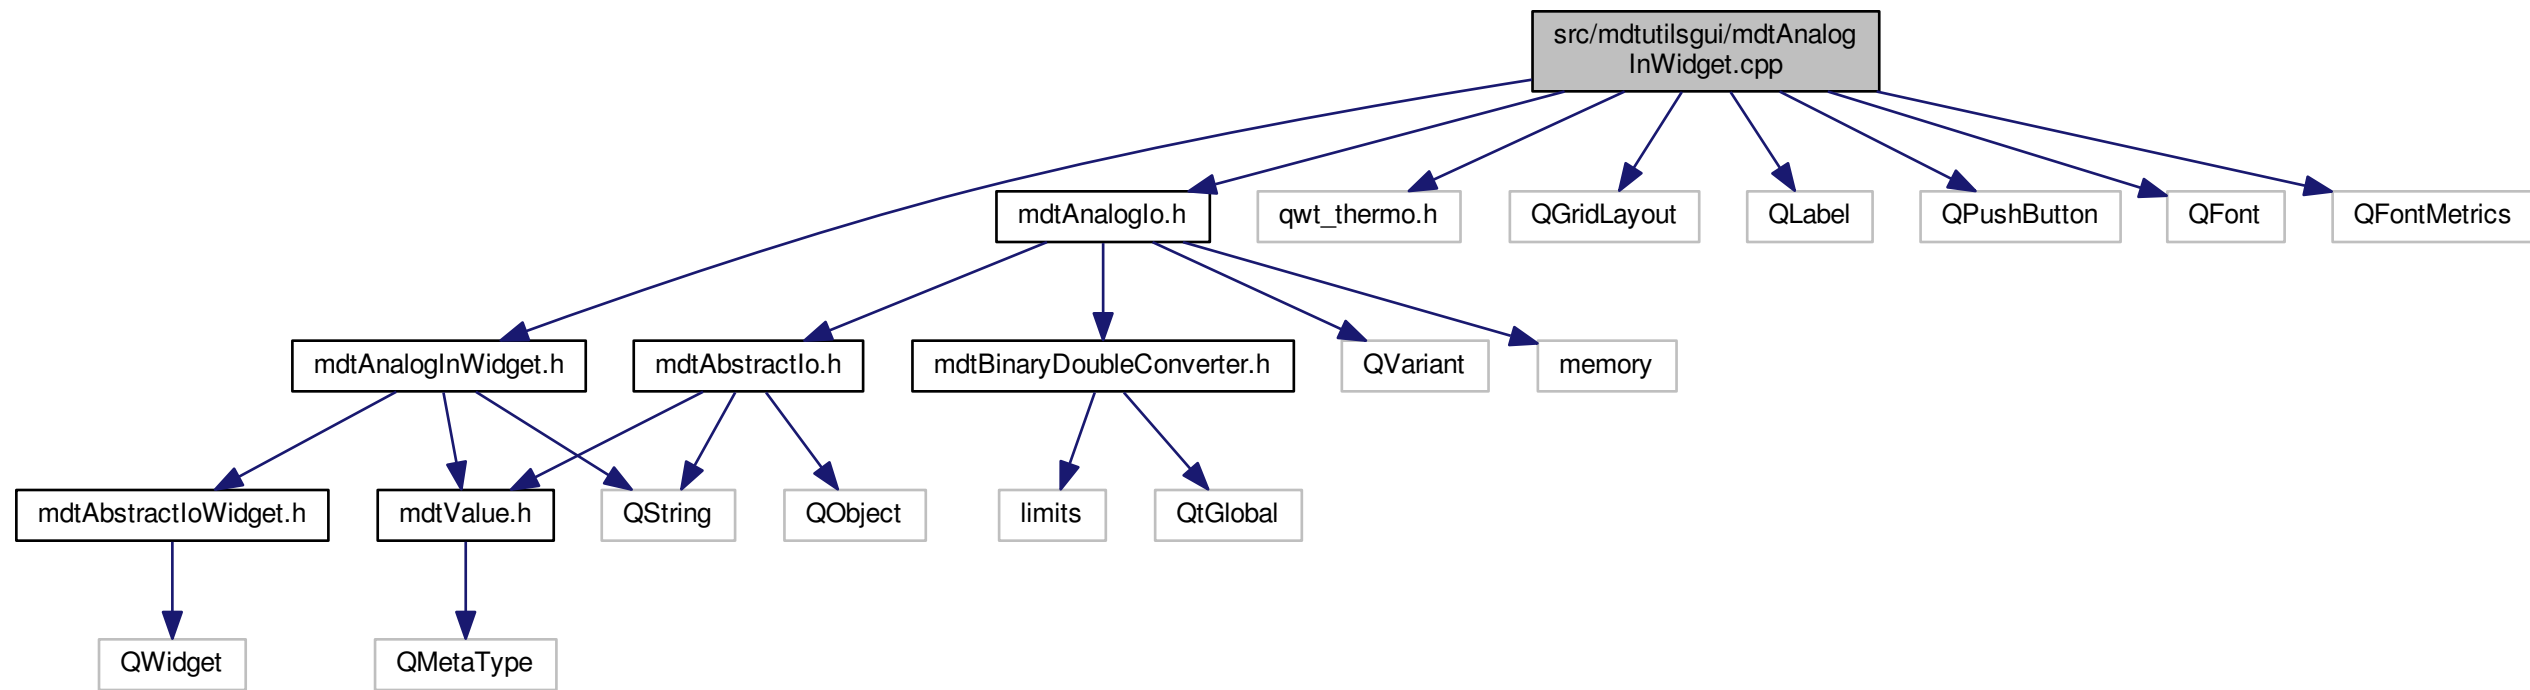 src/mdtutilsgui/mdtAnalog
InWidget.cpp
mdtAnalogIo.h
qwt_thermo.h
QGridLayout
QLabel
QPushButton
QFont
QFontMetrics
mdtAnalogInWidget.h
mdtAbstractIo.h
mdtBinaryDoubleConverter.h
QVariant
memory
mdtAbstractIoWidget.h
mdtValue.h
QString
QObject
limits
QtGlobal
QWidget
QMetaType